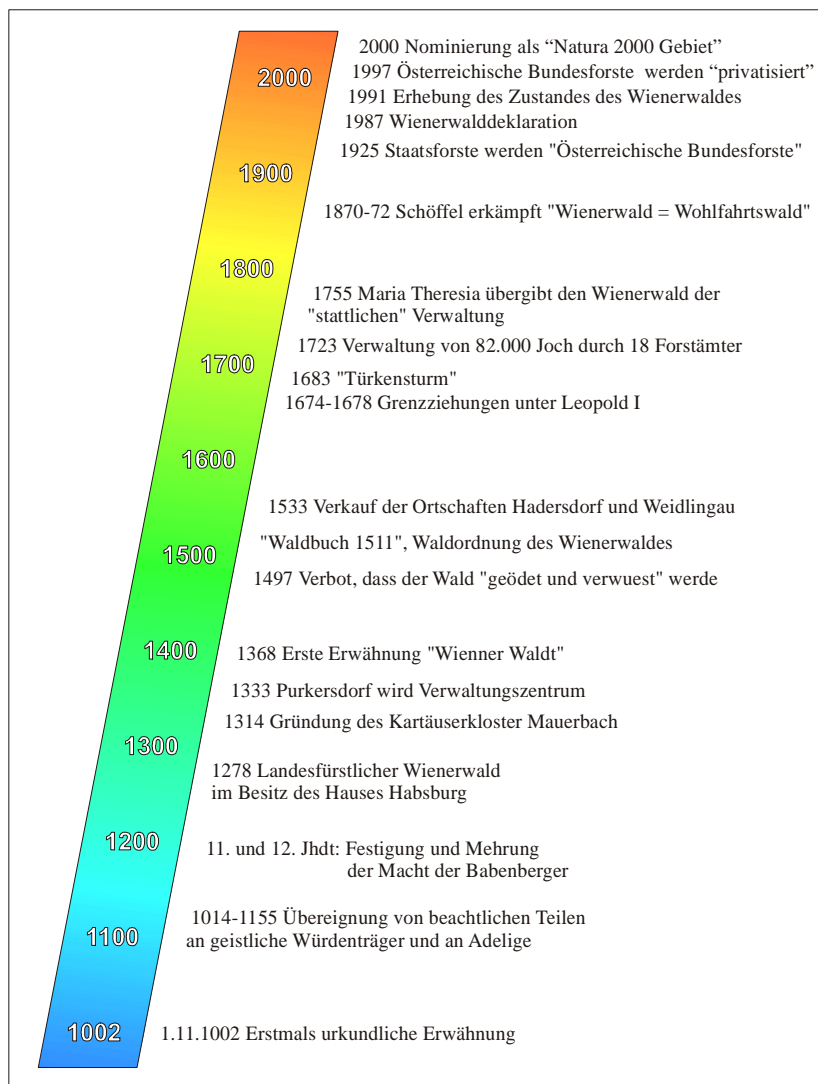 2000 Nominierung als “Natura 2000 Gebiet”
2000
1997 Österreichische Bundesforste werden “privatisiert”
1991 Erhebung des Zustandes des Wienerwaldes
1987 Wienerwalddeklaration
1925 Staatsforste werden "Österreichische Bundesforste"
1900
1870-72 Schöffel erkämpft "Wienerwald = Wohlfahrtswald"
1800
1755 Maria Theresia übergibt den Wienerwald der
"stattlichen" Verwaltung
1723 Verwaltung von 82.000 Joch durch 18 Forstämter
1700
1683 "Türkensturm"
1674-1678 Grenzziehungen unter Leopold I
1600
1533 Verkauf der Ortschaften Hadersdorf und Weidlingau
"Waldbuch 1511", Waldordnung des Wienerwaldes
1500
1497 Verbot, dass der Wald "geödet und verwuest" werde
1400
1368 Erste Erwähnung "Wienner Waldt"
1333 Purkersdorf wird Verwaltungszentrum
1314 Gründung des Kartäuserkloster Mauerbach
1300
1278 Landesfürstlicher Wienerwald
im Besitz des Hauses Habsburg
1200
11. und 12. Jhdt: Festigung und Mehrung
der Macht der Babenberger
1014-1155 Übereignung von beachtlichen Teilen
1100
an geistliche Würdenträger und an Adelige
1002
1.11.1002 Erstmals urkundliche Erwähnung